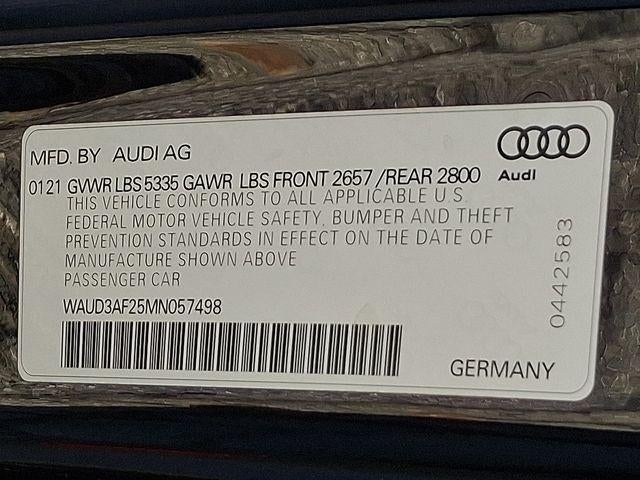 MFD. BY AUDI AG
0121 GVWR LBS 5335 GAWR LBS FRONT 2657 /REAR 2800
Audi
THIS VEHICLE CONFORMS TO ALL APPLICABLE U.S.
FEDERAL MOTOR VEHICLE SAFETY, BUMPER AND THEFT
PREVENTION STANDARDS IN EFFECT ON THE DATE OF
MANUFACTURE SHOWN ABOVE
PASSENGER CAR
WAUD3AF25MN057498
GERMANY
0442583